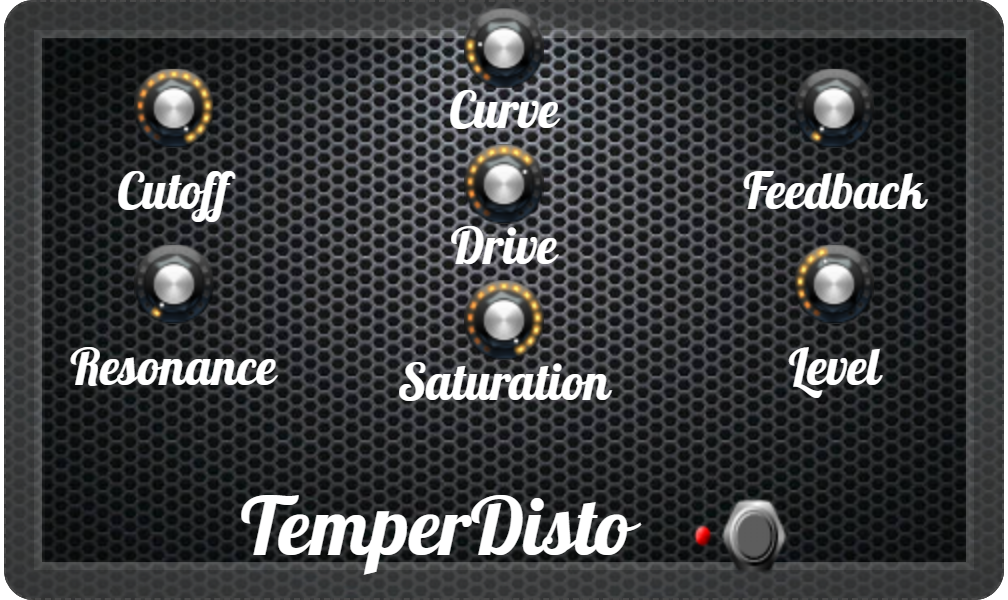 Curve
Cutoff
Feedback
Drive
Resonance
Saturation
Level
TemperDisto